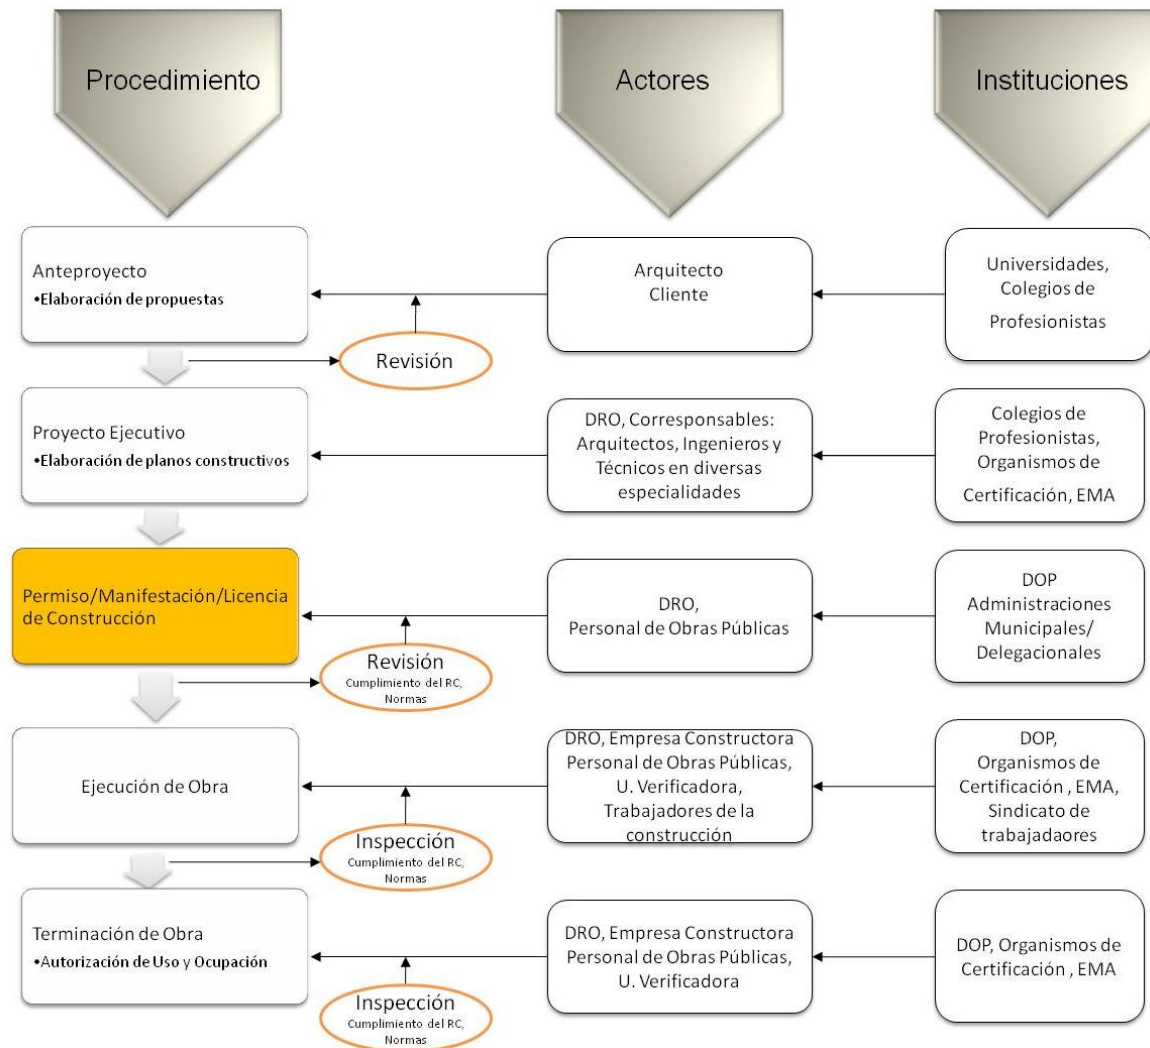 Procedimiento
Actores
Instituciones
Anteproyecto
•Elaboración de propuestas
Revisión
Arquitecto
Cliente
Universidades,
Colegios de
Profesionistas
Proyecto Ejecutivo
•Elaboración de planos constructivos
DRO, Corresponsables:
Arquitectos, Ingenieros y
Técnicos en diversas
especialidades
Colegios de
Profesionistas,
Organismos de
Certificación, EMA
Permiso/Manifestación/Licencia
de Construcción
Revisión
Cumplimiento del RC,
Normas
DRO,
Personal de Obras Públicas
DOP
Administraciones
Municipales/
Delegacionales
Ejecución de Obra
Inspección
Cumplimiento del RC,
Normas
DRO, Empresa Constructora
Personal de Obras Públicas,
U. Verificadora,
Trabajadores de la
construcción
DOP,
Organismos de
Certificación , EMA,
Sindicato de
trabajadaores
Terminación de Obra
•Autorización de Uso y Ocupación
Inspección
Cumplimiento del RC,
Normas
DRO, Empresa Constructora
Personal de Obras Públicas,
U. Verificadora
DOP, Organismos de
Certificación , EMA